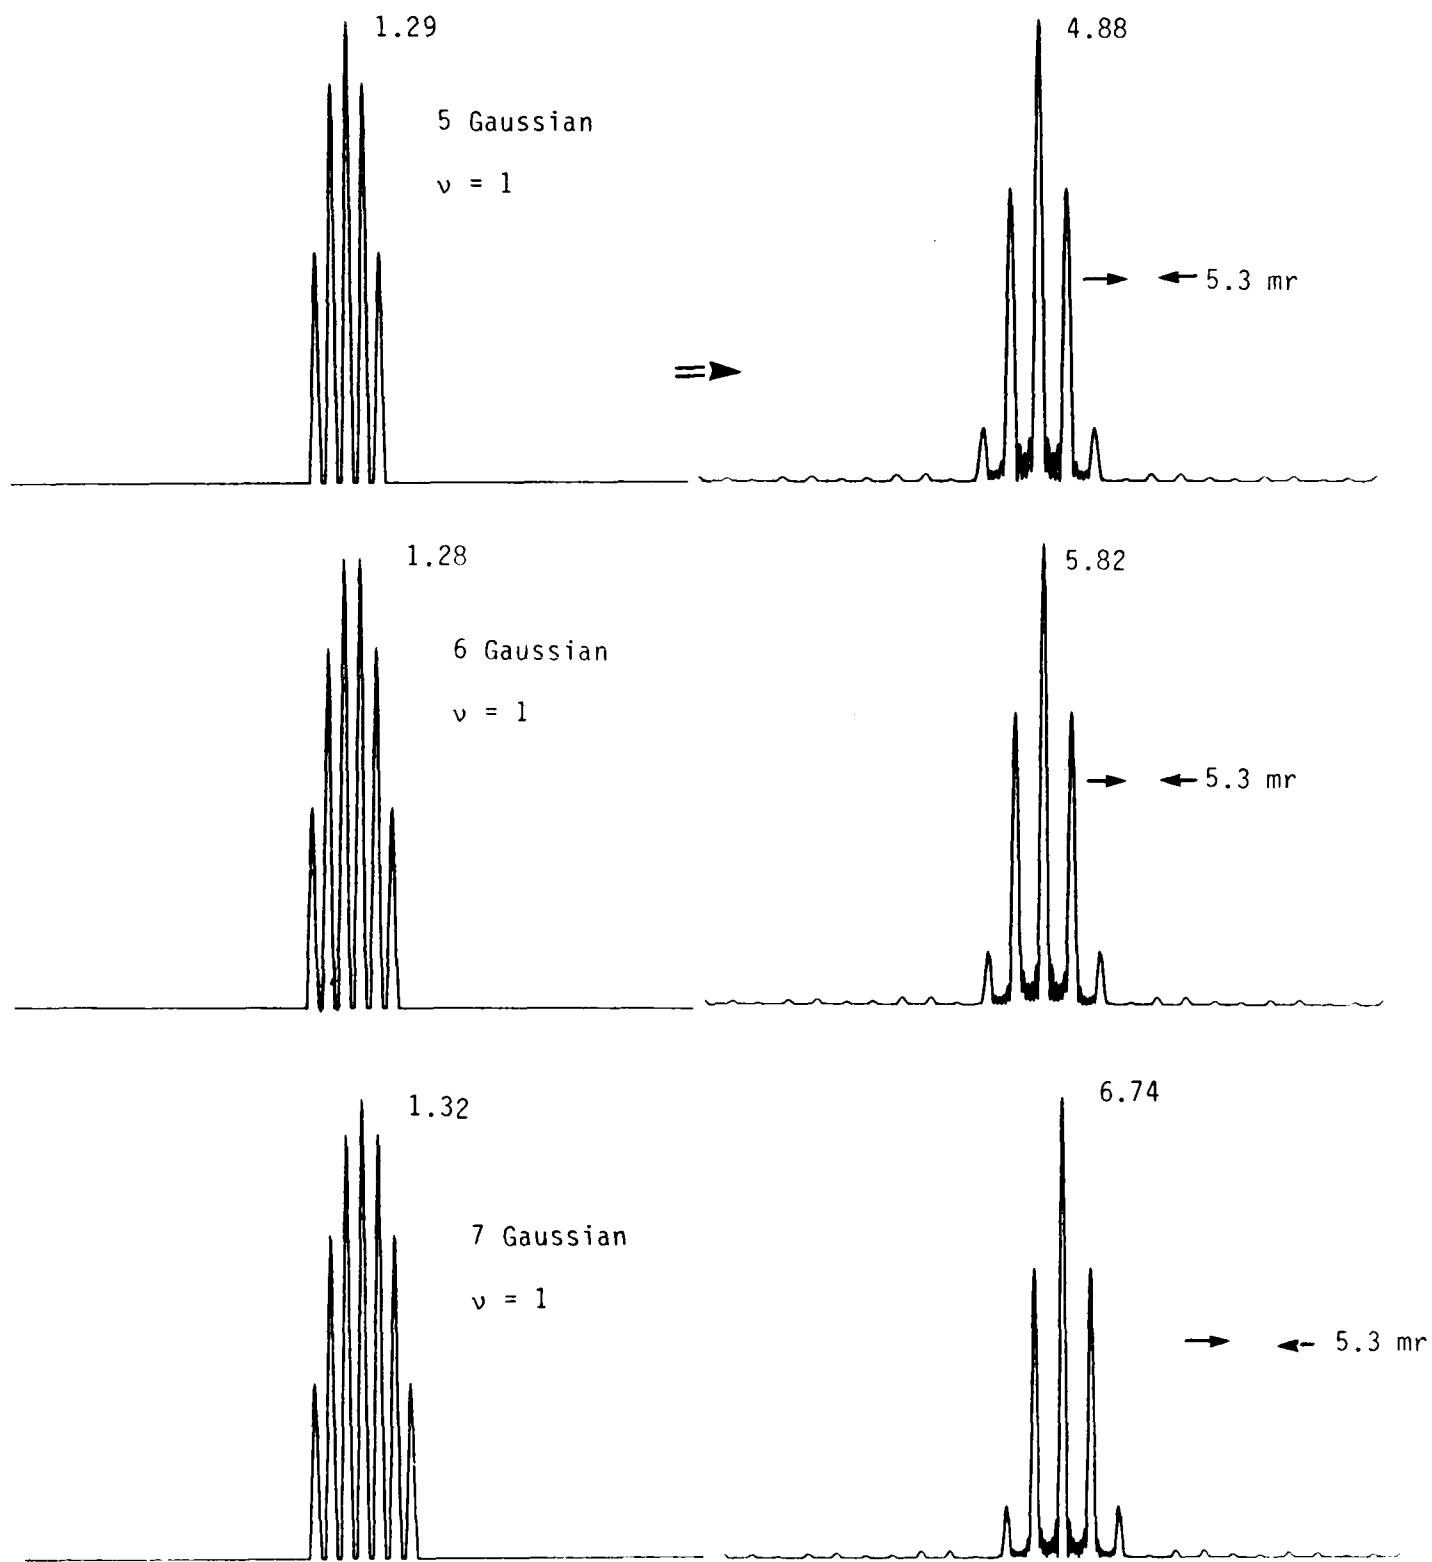 1.29
4.88
5 Gaussian
ν = 1
5.3 mr
1.28
5.82
6 Gaussian
ν = 1
5.3 mr
1.32
6.74
7 Gaussian
ν = 1
5.3 mr